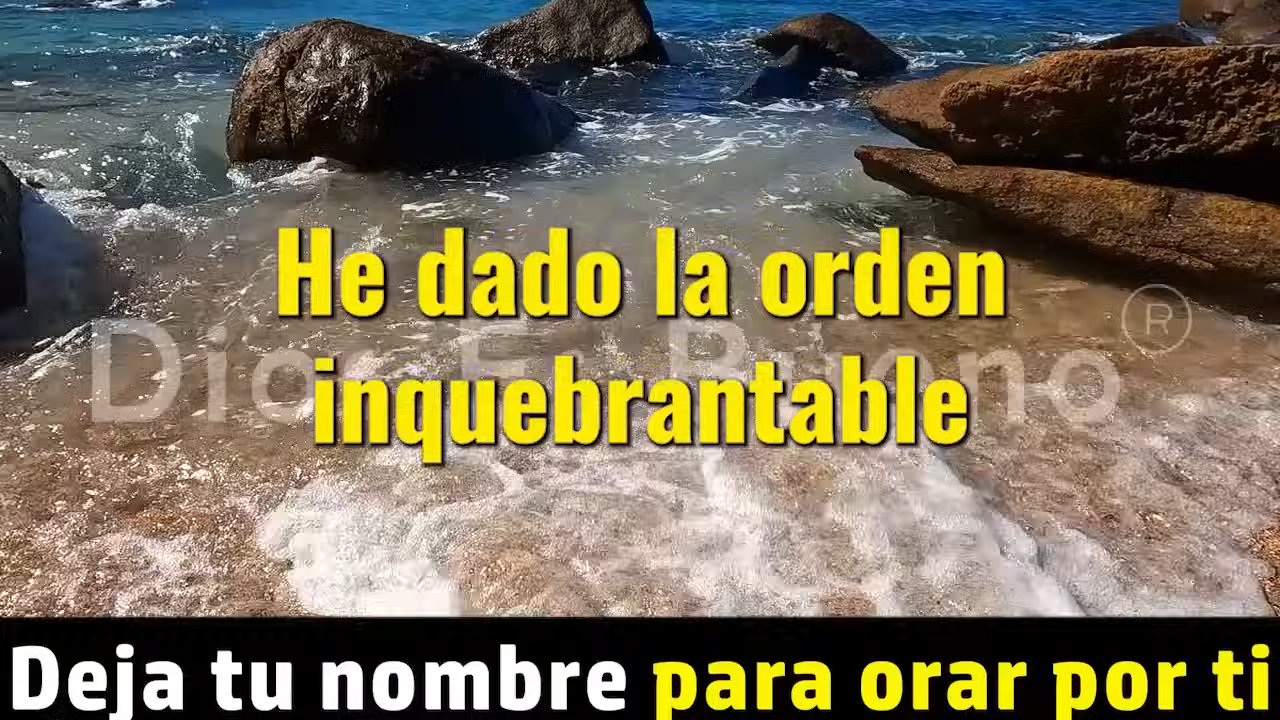 He dado la orden
inquebrantable
Dios Es Bueno ®
Deja tu nombre para orar por ti